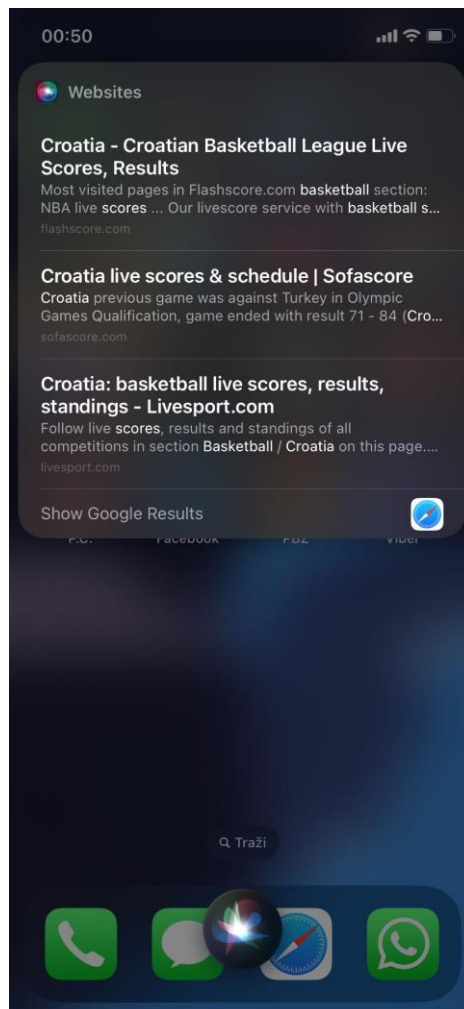 00:50
Websites
Croatia - Croatian Basketball League Live
Scores, Results
Most visited pages in Flashscore.com basketball section:
NBA live scores ... Our livescore service with basketball s...
flashscore.com
Croatia live scores & schedule | Sofascore
Croatia previous game was against Turkey in Olympic
Games Qualification, game ended with result 71 - 84 (Cro...
sofascore.com
Croatia: basketball live scores, results,
standings - Livesport.com
Follow live scores, results and standings of all
competitions in section Basketball / Croatia on this page....
livesport.com
Show Google Results
P.C. Facebook PBZ Viber
Traži